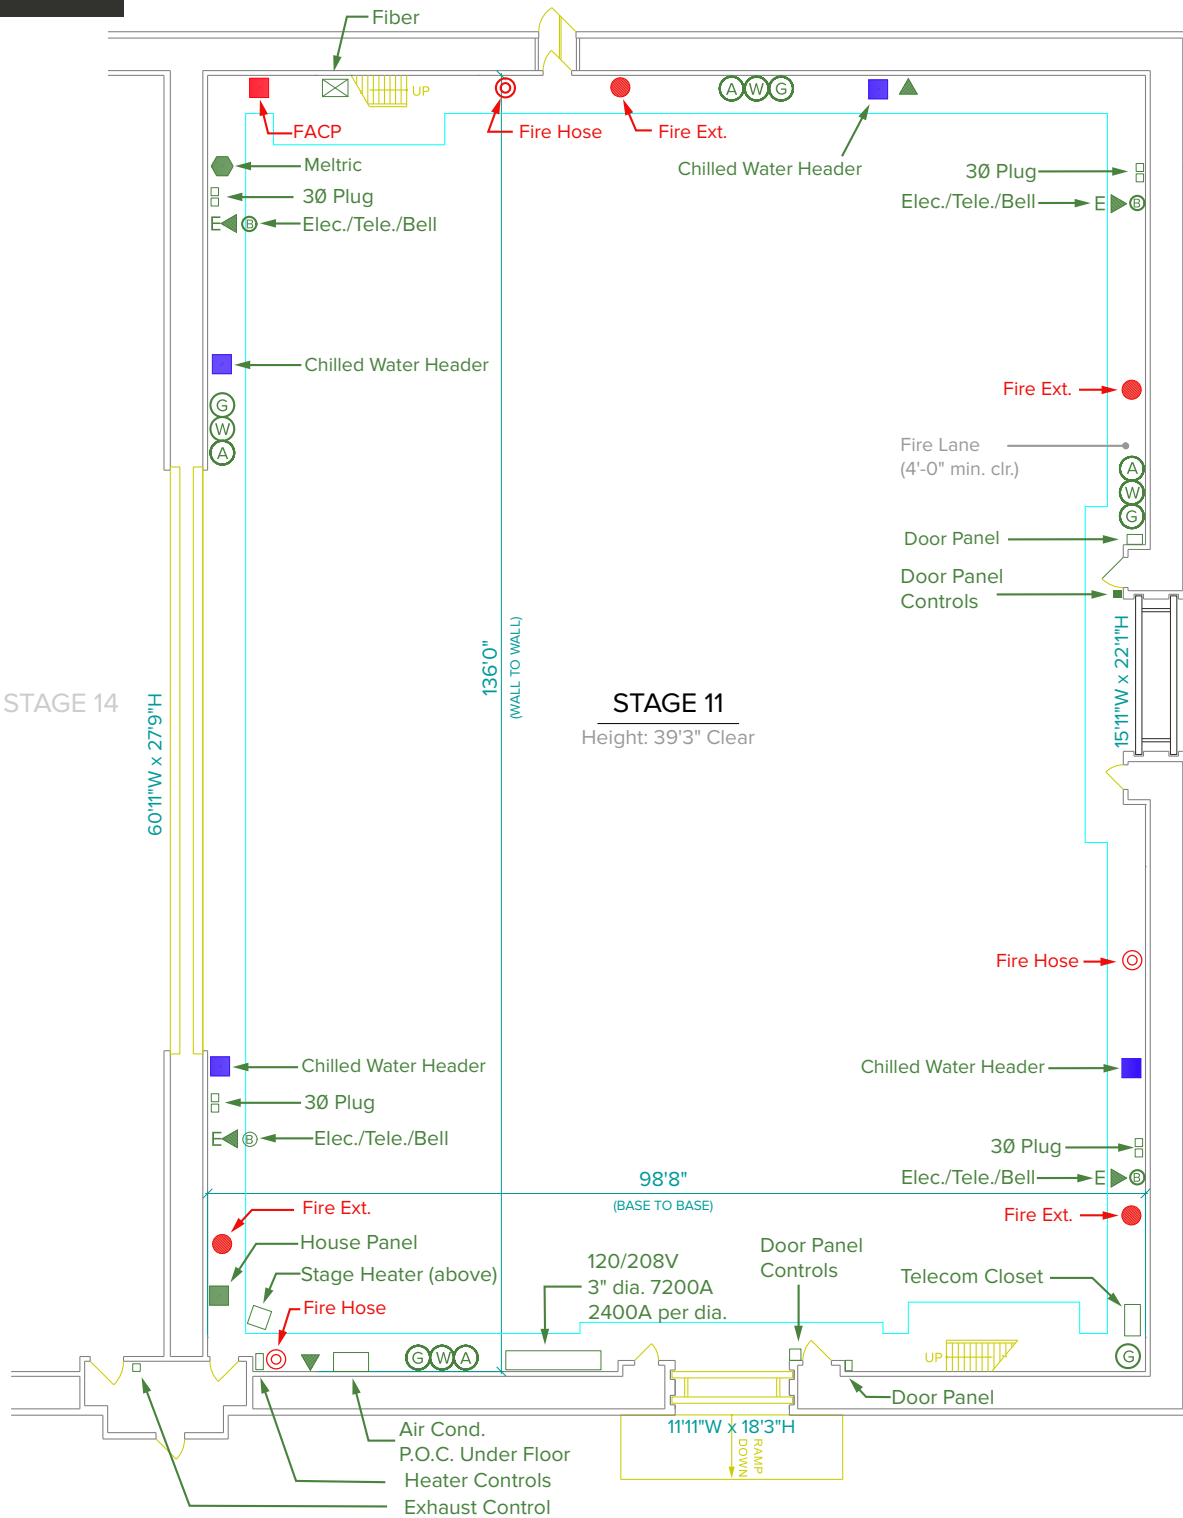 Fiber
UP
A W G
FACP
Fire Hose
Fire Ext.
Chilled Water Header
Meltric
3Ø Plug
3Ø Plug
E B Elec./Tele./Bell
Elec./Tele./Bell E B
Chilled Water Header
Fire Ext.
G
W
A
Fire Lane
(4'-0" min. clr.)
A
W
G
Door Panel
Door Panel
Controls
136'0"
(WALL TO WALL)
15'11"W x 22'1"H
STAGE 14
60'11"W x 27'9"H
STAGE 11
Height: 39'3" Clear
Fire Hose
Chilled Water Header
Chilled Water Header
3Ø Plug
E B Elec./Tele./Bell
3Ø Plug
Elec./Tele./Bell E B
98'8"
(BASE TO BASE)
Fire Ext.
Fire Ext.
House Panel
Stage Heater (above)
Fire Hose
120/208V
3" dia. 7200A
2400A per dia.
Door Panel
Controls
Telecom Closet
G W A
UP
G
Door Panel
11'11"W x 18'3"H
RAMP
DOWN
Air Cond.
P.O.C. Under Floor
Heater Controls
Exhaust Control